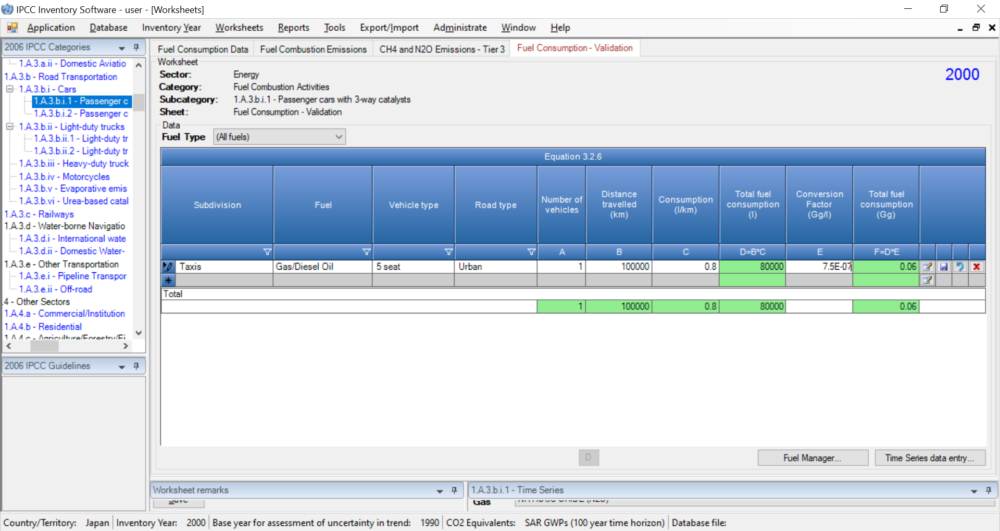 IPCC Inventory Software - user - [Worksheets]
Application Database Inventory Year Worksheets Reports Tools Export/Import Administrate Window Help
2006 IPCC Categories
1.A.3.a.ii - Domestic Aviatio
1.A.3.b - Road Transportation
1.A.3.b.i - Cars
1.A.3.b.i.1 - Passenger c
1.A.3.b.i.2 - Passenger c
1.A.3.b.ii - Light-duty trucks
1.A.3.b.ii.1 - Light-duty tr
1.A.3.b.ii.2 - Light-duty tr
1.A.3.b.iii - Heavy-duty truck
1.A.3.b.iv - Motorcycles
1.A.3.b.v - Evaporative emis
1.A.3.b.vi - Urea-based catal
1.A.3.c - Railways
1.A.3.d - Water-borne Navigatio
1.A.3.d.i - International wate
1.A.3.d.ii - Domestic Water-
1.A.3.e - Other Transportation
1.A.3.e.i - Pipeline Transpor
1.A.3.e.ii - Off-road
.4 - Other Sectors
1.A.4.a - Commercial/Institution
1.A.4.b - Residential
1.A.4.c - Agriculture/Forestry/Fi
2006 IPCC Guidelines
Fuel Consumption Data Fuel Combustion Emissions CH4 and N2O Emissions - Tier 3 Fuel Consumption - Validation
Worksheet
Sector: Energy
Category: Fuel Combustion Activities
Subcategory: 1.A.3.b.i.1 - Passenger cars with 3-way catalysts
Sheet: Fuel Consumption - Validation
2000
Data
Fuel Type (All fuels)
Equation 3.2.6
Subdivision
Fuel
Vehicle type
Road type
Number of
vehicles
Distance
travelled
(km)
Consumption
(l/km)
Total fuel
consumption
(l)
Conversion
Factor
(Gg/l)
Total fuel
consumption
(Gg)
A B C D=B*C E F=D*E
Taxis Gas/Diesel Oil 5 seat Urban 1 100000 0.8 80000 7.5E-07 0.06
Total
1 100000 0.8 80000 0.06
D Fuel Manager... Time Series data entry...
Worksheet remarks
Save
1.A.3.b.i.1 - Time Series
Gas NITROUS OXIDE (N2O)
Country/Territory: Japan Inventory Year: 2000 Base year for assessment of uncertainty in trend: 1990 CO2 Equivalents: SAR GWPs (100 year time horizon) Database file: